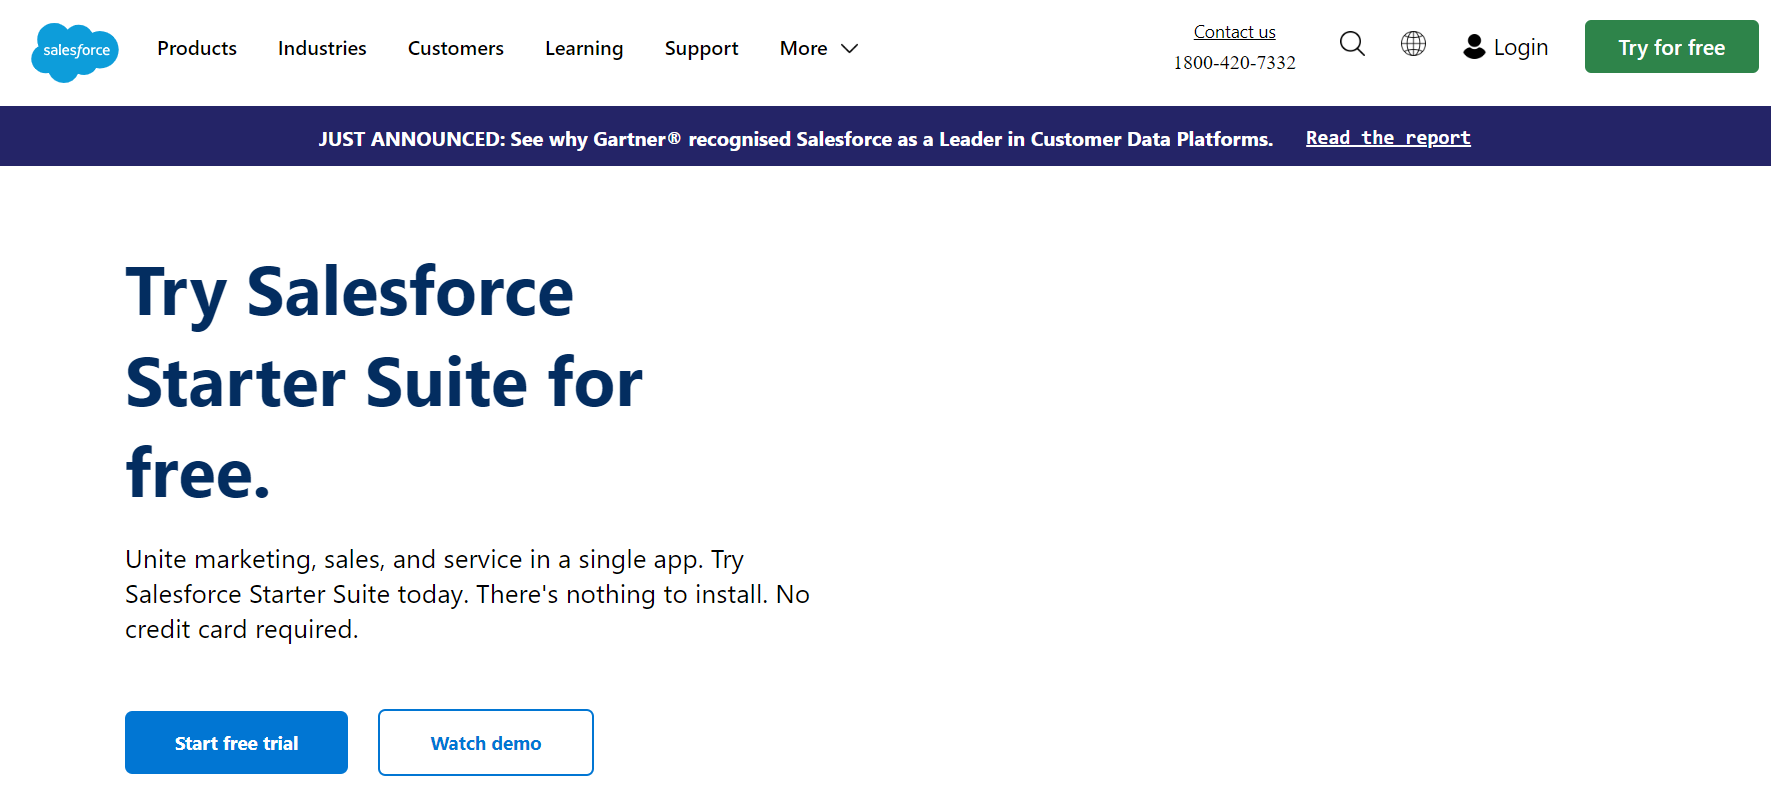 salesforce
Products Industries Customers Learning Support More
Contact us
1800-420-7332
Login
Try for free
JUST ANNOUNCED: See why Gartner® recognised Salesforce as a Leader in Customer Data Platforms. Read the report
Try Salesforce
Starter Suite for
free.
Unite marketing, sales, and service in a single app. Try
Salesforce Starter Suite today. There's nothing to install. No
credit card required.
Start free trial Watch demo